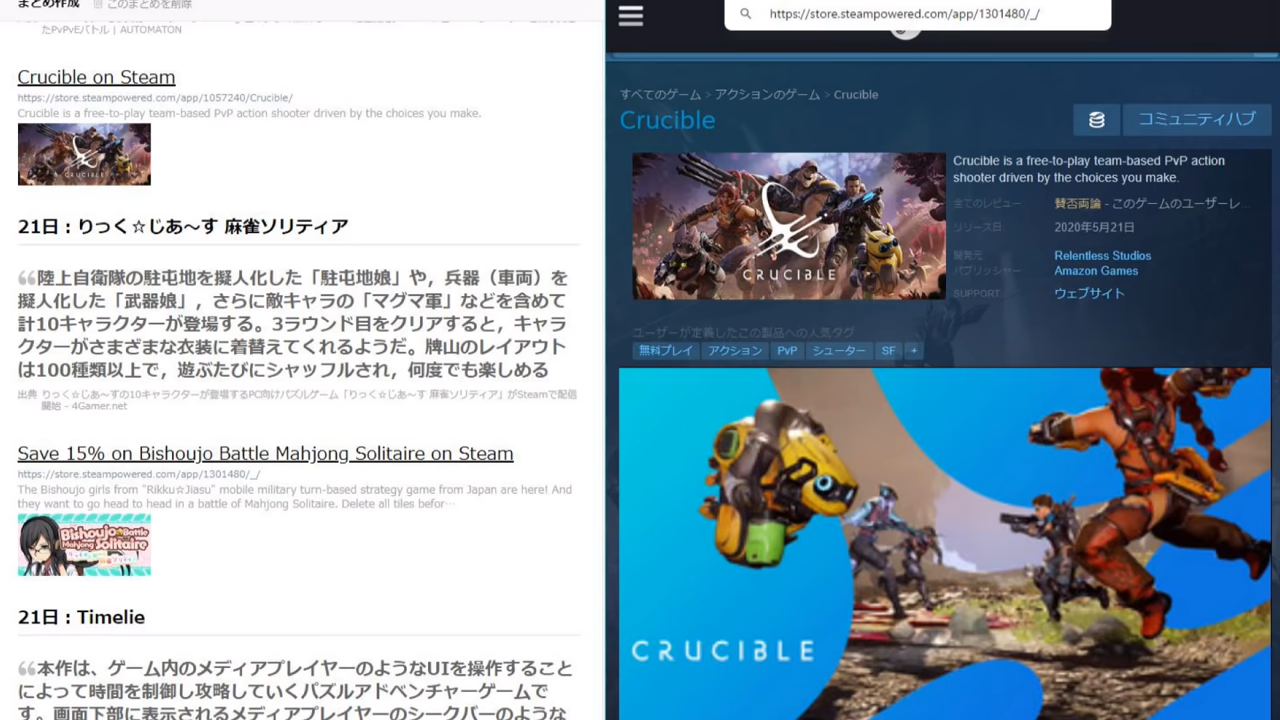 まとめ作成 このまとめを削除
たPvPvEバトル | AUTOMATON
Crucible on Steam
https://store.steampowered.com/app/1057240/Crucible/
Crucible is a free-to-play team-based PvP action shooter driven by the choices you make.
CRUCIBLE
21日：りっく☆じあ〜す 麻雀ソリティア
陸上自衛隊の駐屯地を擬人化した「駐屯地娘」や，兵器（車両）を
擬人化した「武器娘」，さらに敵キャラの「マグマ軍」などを含めて
計10キャラクターが登場する。3ラウンド目をクリアすると，キャラ
クターがさまざまな衣装に着替えてくれるようだ。牌山のレイアウト
は100種類以上で，遊ぶたびにシャッフルされ，何度でも楽しめる
出典 りっく☆じあ〜すの10キャラクターが登場するPC向けパズルゲーム「りっく☆じあ〜す 麻雀ソリティア」がSteamで配信
開始 - 4Gamer.net
Save 15% on Bishoujo Battle Mahjong Solitaire on Steam
https://store.steampowered.com/app/1301480/_/
The Bishoujo girls from "Rikku☆Jiasu" mobile military turn-based strategy game from Japan are here! And
they want to go head to head in a battle of Mahjong Solitaire. Delete all tiles befor…
Bishoujo Battle
Mahjong Solitaire
21日：Timelie
本作は、ゲーム内のメディアプレイヤーのようなUIを操作すること
によって時間を制御し攻略していくパズルアドベンチャーゲームで
す。画面下部に表示されるメディアプレイヤーのシークバーのような
https://store.steampowered.com/app/1301480/_/
すべてのゲーム > アクションのゲーム > Crucible
Crucible
コミュニティハブ
CRUCIBLE
Crucible is a free-to-play team-based PvP action
shooter driven by the choices you make.
全てのレビュー 賛否両論 - このゲームのユーザーレ...
リリース日 2020年5月21日
開発元 Relentless Studios
パブリッシャー Amazon Games
SUPPORT ウェブサイト
ユーザーが定義したこの製品への人気タグ
無料プレイ アクション PvP シューター SF +
CRUCIBLE